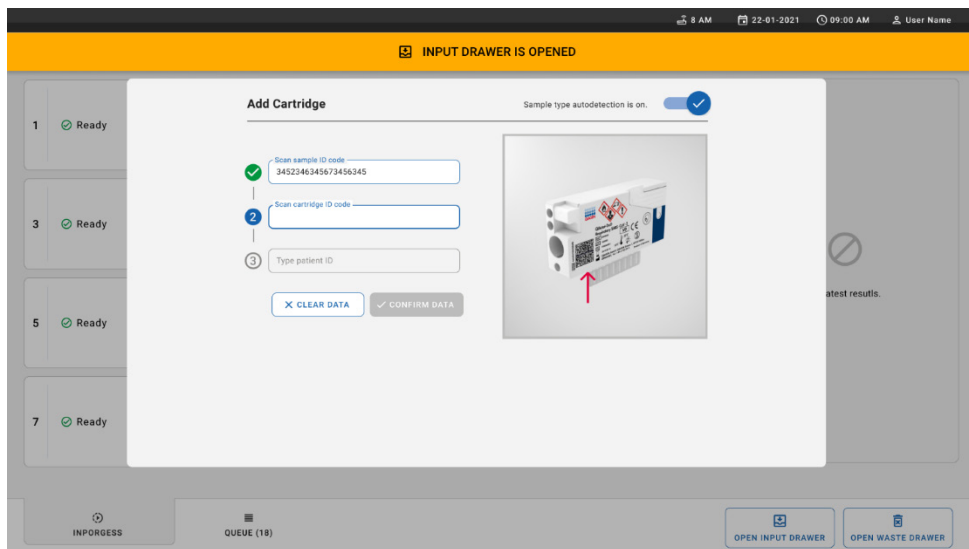 8 AM 22-01-2021 09:00 AM User Name
INPUT DRAWER IS OPENED
Add Cartridge
Sample type autodetection is on.
1 Ready
Scan sample ID code
3452346345673456345
Scan cartridge ID code
2
3 Ready
3 Type patient ID
CLEAR DATA CONFIRM DATA
atest resutls.
5 Ready
7 Ready
INPORGESS
QUEUE (18)
OPEN INPUT DRAWER
OPEN WASTE DRAWER